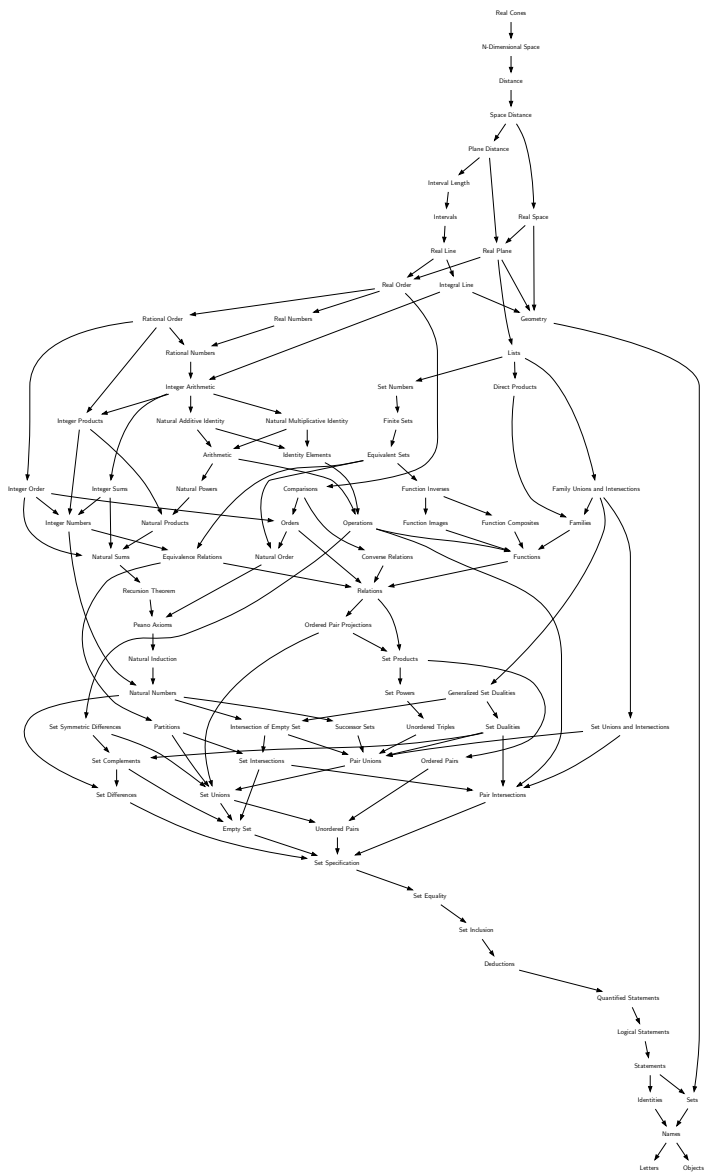 Real Cones
N-Dimensional Space
Distance
Space Distance
Plane Distance
Interval Length
Intervals
Real Space
Real Line
Real Plane
Real Order
Integral Line
Rational Order
Real Numbers
Geometry
Rational Numbers
Lists
Integer Arithmetic
Set Numbers
Direct Products
Integer Products
Natural Additive Identity
Natural Multiplicative Identity
Finite Sets
Arithmetic
Identity Elements
Equivalent Sets
Integer Order
Integer Sums
Natural Powers
Comparisons
Function Inverses
Family Unions and Intersections
Integer Numbers
Natural Products
Orders
Operations
Function Images
Function Composites
Families
Natural Sums
Equivalence Relations
Natural Order
Converse Relations
Functions
Recursion Theorem
Relations
Peano Axioms
Ordered Pair Projections
Natural Induction
Set Products
Natural Numbers
Set Powers
Generalized Set Dualities
Set Symmetric Differences
Partitions
Intersection of Empty Set
Successor Sets
Unordered Triples
Set Dualities
Set Unions and Intersections
Set Complements
Set Intersections
Pair Unions
Ordered Pairs
Set Differences
Set Unions
Pair Intersections
Empty Set
Unordered Pairs
Set Specification
Set Equality
Set Inclusion
Deductions
Quantified Statements
Logical Statements
Statements
Identities
Sets
Names
Letters
Objects